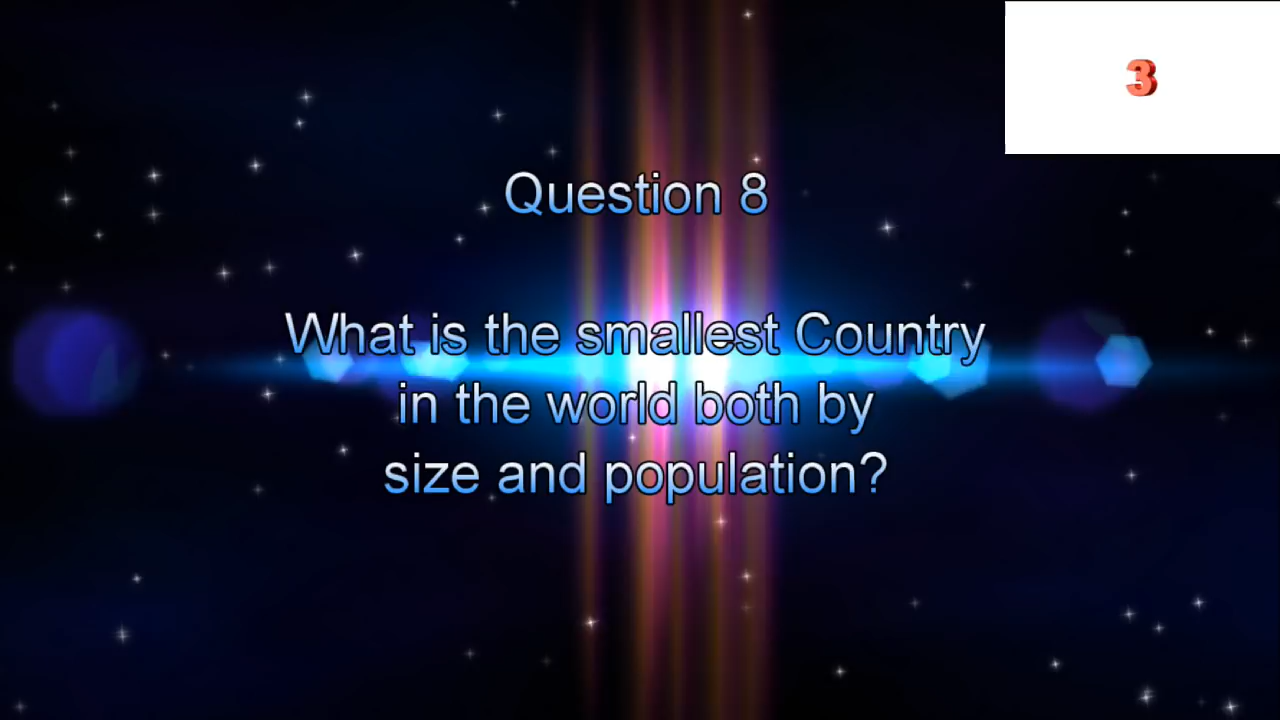 3
Question 8
What is the smallest Country
in the world both by
size and population?